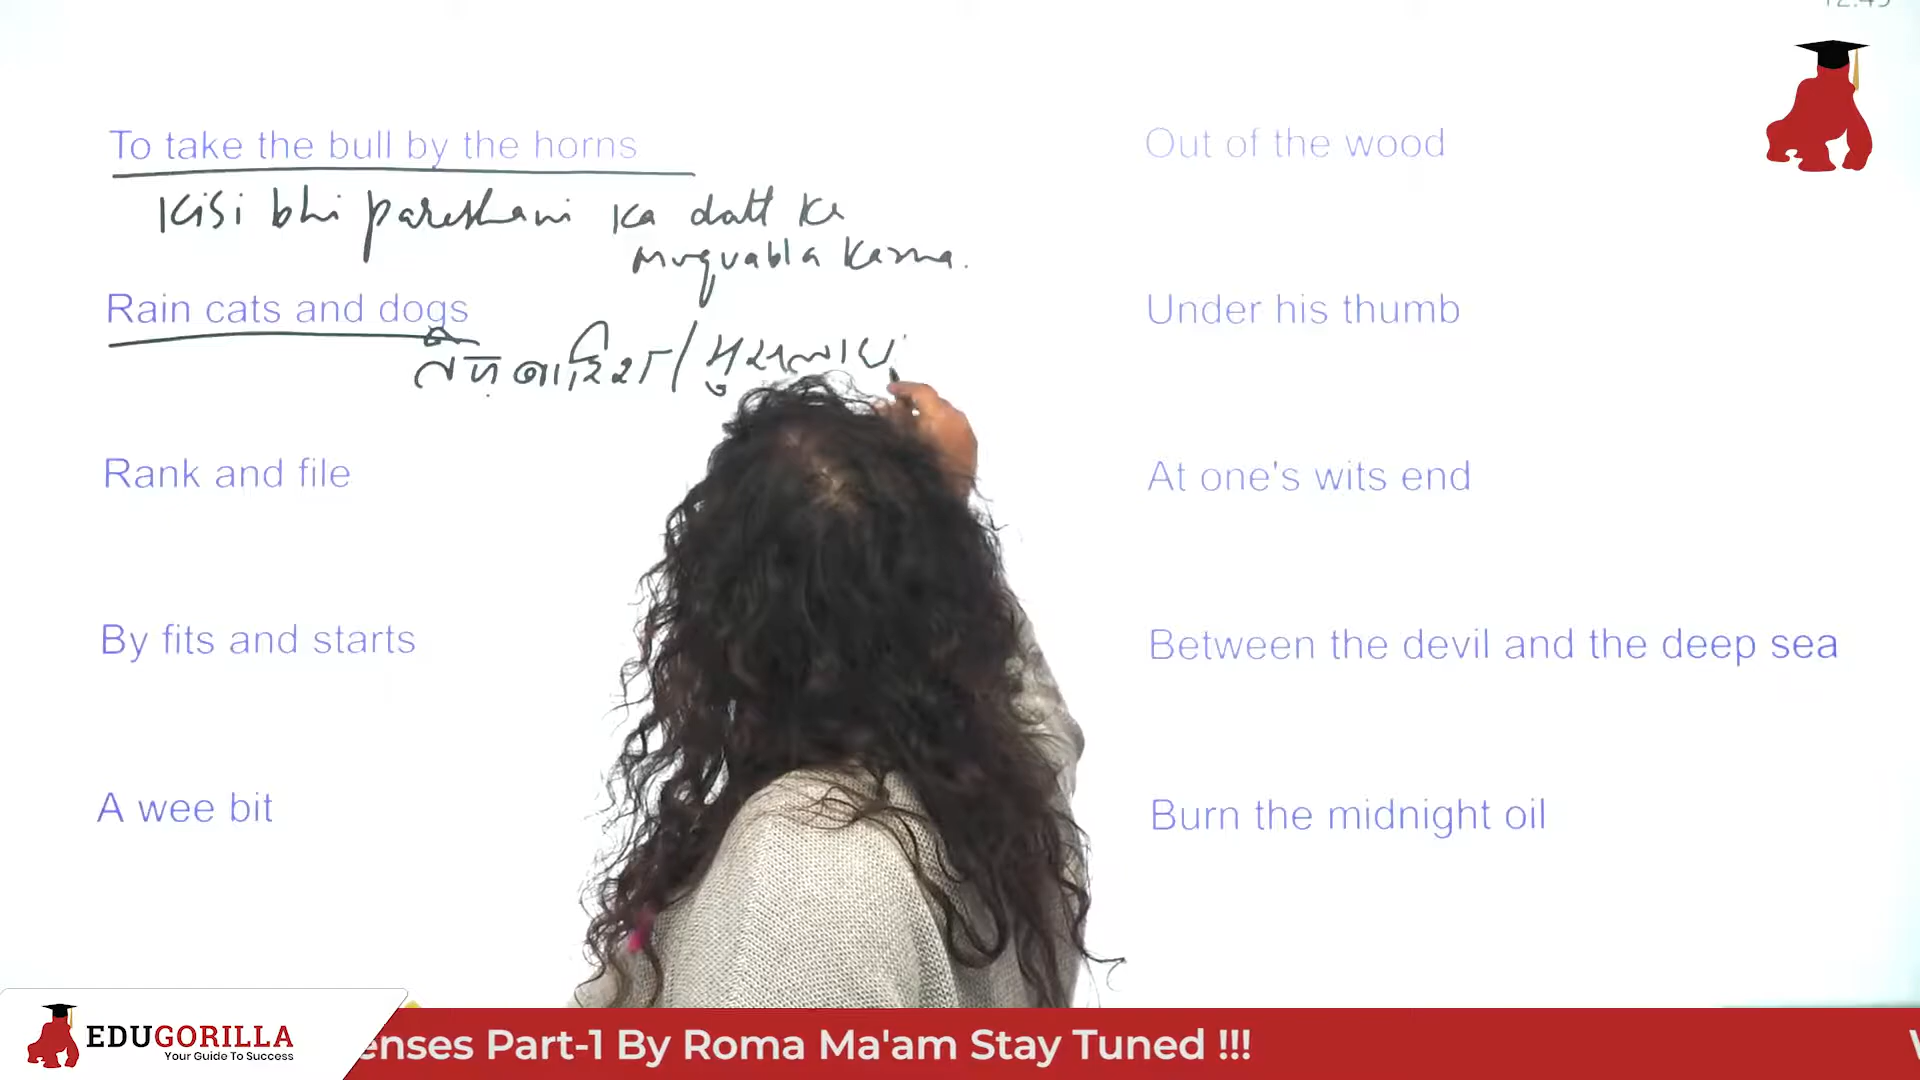 To take the bull by the horns
Kisi bhi pareshani ka datt ke
muquabla karna.
Rain cats and dogs
तेज़ बारिश / मूसलाध
Rank and file
By fits and starts
A wee bit
Out of the wood
Under his thumb
At one's wits end
Between the devil and the deep sea
Burn the midnight oil
EDUGORILLA
Your Guide To Success
enses Part-1 By Roma Ma'am Stay Tuned !!!